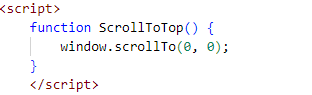 <script>
function ScrollToTop() {
window.scrollTo(0, 0);
}
</script>